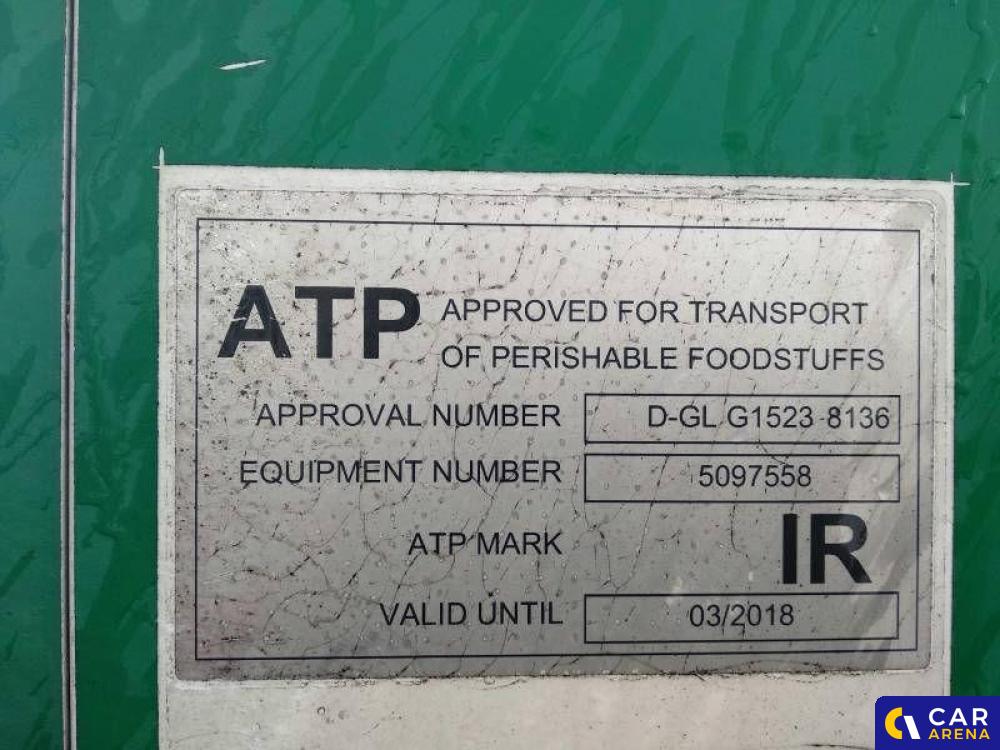 ATP APPROVED FOR TRANSPORT
OF PERISHABLE FOODSTUFFS
APPROVAL NUMBER D-GL G1523 8136
EQUIPMENT NUMBER 5097558
ATP MARK IR
VALID UNTIL 03/2018
CAR
ARENA